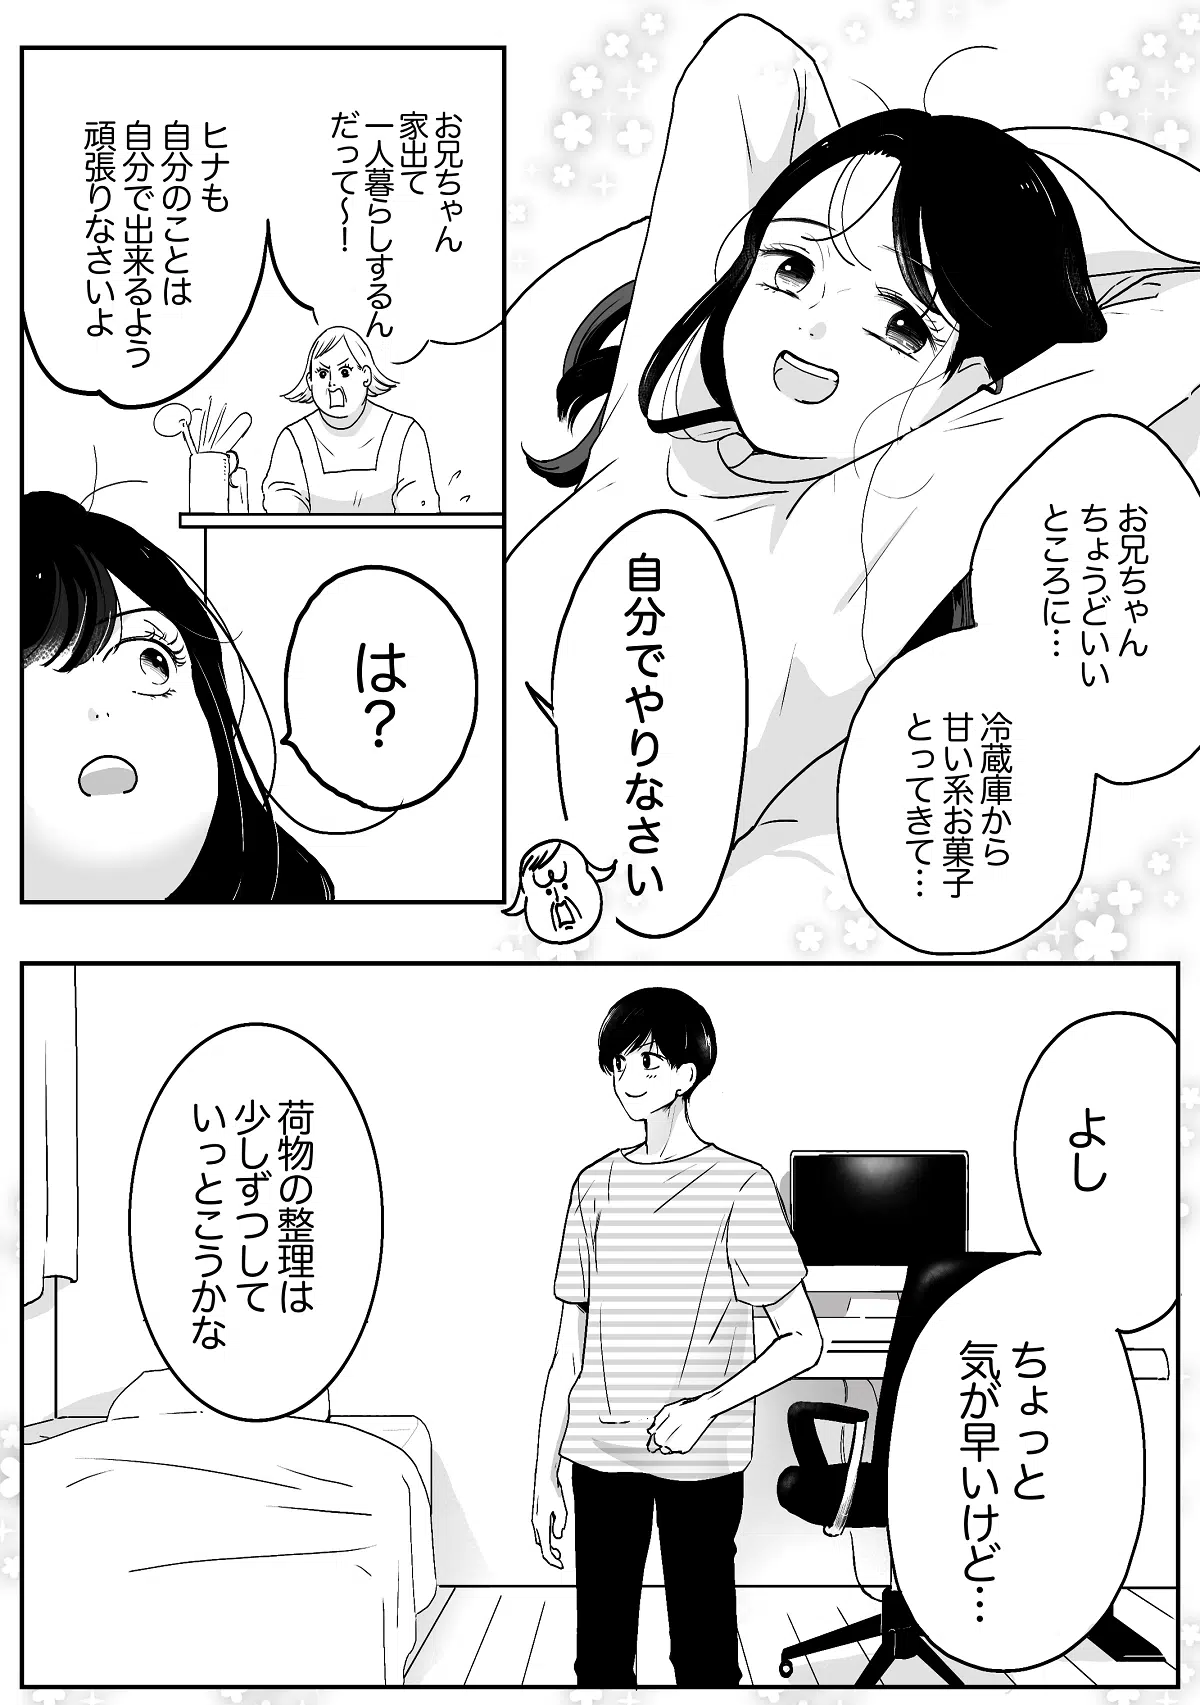 お兄ちゃん
ちょうどいい
ところに…
冷蔵庫から
甘い系お菓子
とってきて…
自分でやりなさい
お兄ちゃん
家出て
一人暮らしするん
だって〜！
ヒナも
自分のことは
自分で出来るよう
頑張りなさいよ
は？
よし
ちょっと
気が早いけど…
荷物の整理は
少しずつして
いっとこうかな